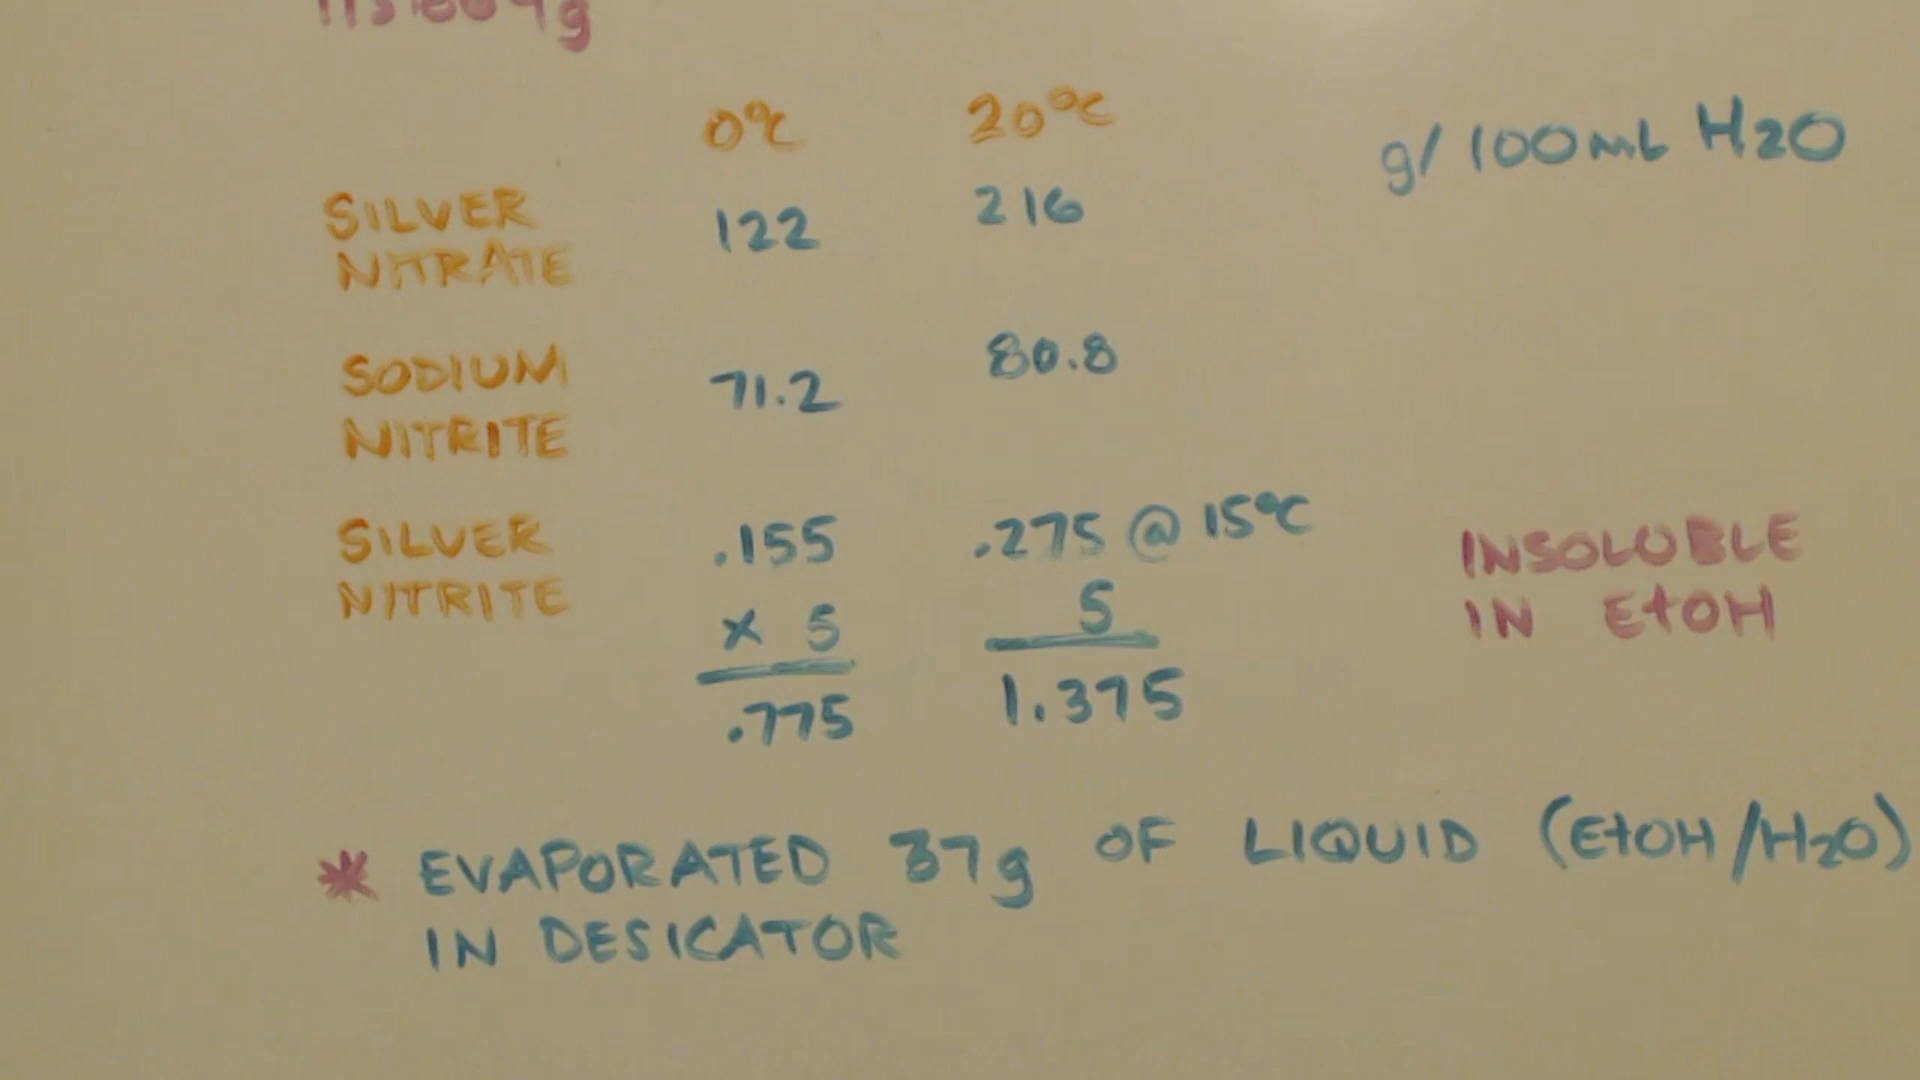 0°C 20°C g/100mL H2O
SILVER
NITRATE 122 216
SODIUM
NITRITE 71.2 80.8
SILVER .155 .275 @ 15°C INSOLUBLE
NITRITE x 5 5 IN EtOH
.775 1.375
* EVAPORATED 37g OF LIQUID (EtOH/H2O)
IN DESICATOR